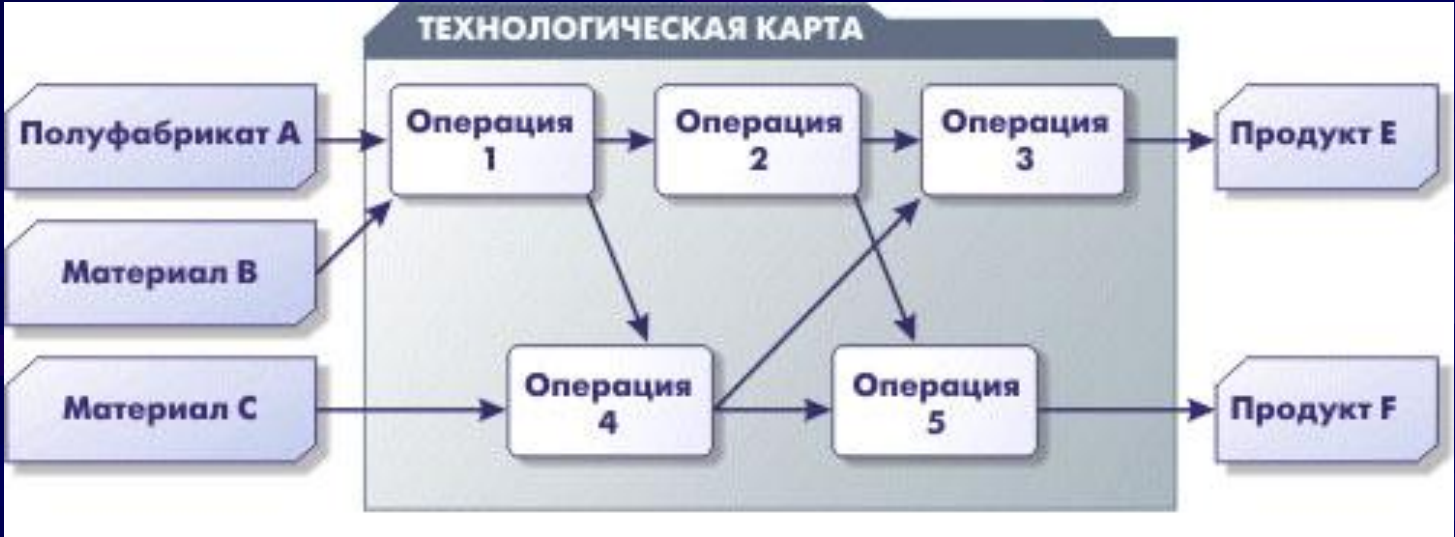 ТЕХНОЛОГИЧЕСКАЯ КАРТА
Полуфабрикат А
Операция
1
Операция
2
Операция
3
Продукт Е
Материал В
Материал С
Операция
4
Операция
5
Продукт F